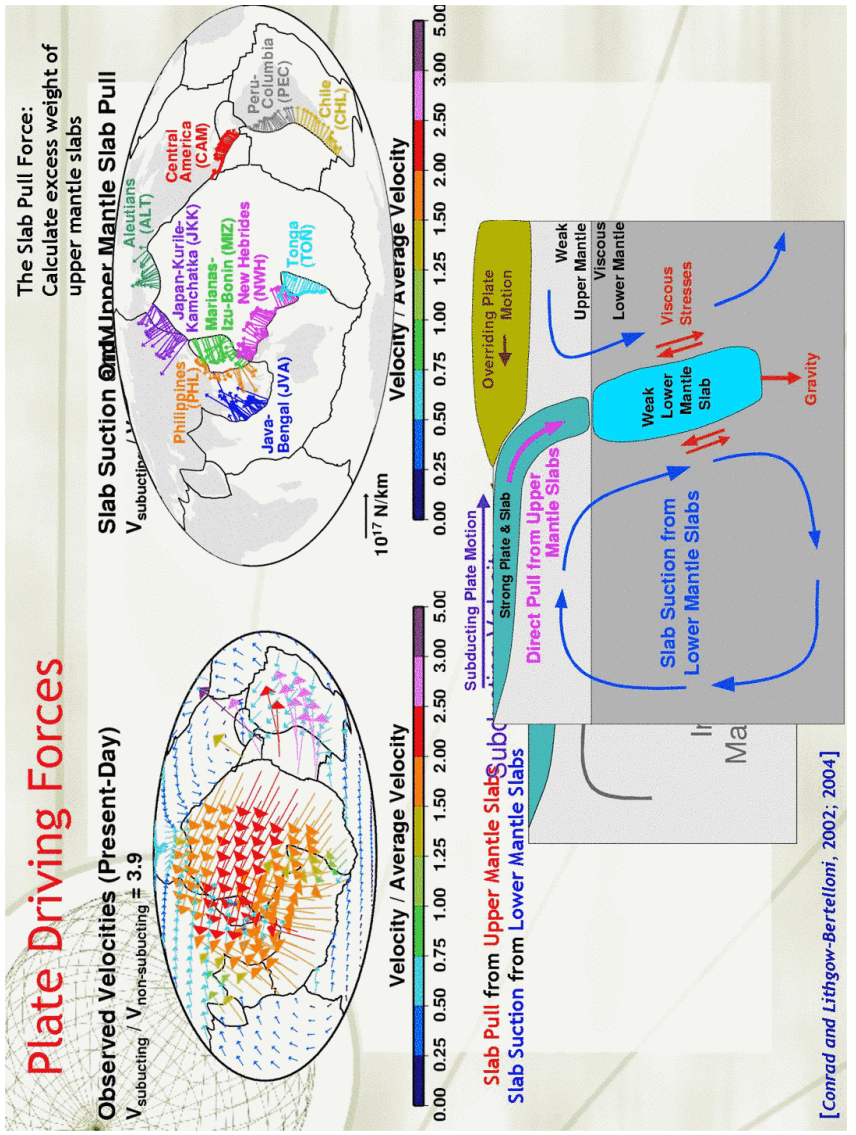 Plate Driving Forces
The Slab Pull Force:
Calculate excess weight of
upper mantle slabs
Observed Velocities (Present-Day)
Vsubucting / Vnon-subucting = 3.9
Velocity / Average Velocity
0.00 0.25 0.50 0.75 1.00 1.25 1.50 2.00 2.50 3.00 5.00
Slab Suction and Upper Mantle Slab Pull
Vsubucting /
Aleutians
(ALT)
Central
America
(CAM)
Peru-
Columbia
(PEC)
Chile
(CHL)
Japan-Kurile-
Kamchatka (JKK)
Marianas-
Izu-Bonin (MIZ)
New Hebrides
(NWH)
Tonga
(TON)
Philippines
(PHL)
Java-
Bengal (JVA)
10¹⁷ N/km
Velocity / Average Velocity
0.00 0.25 0.50 0.75 1.00 1.25 1.50 2.00 2.50 3.00 5.00
Slab Pull from Upper Mantle Slabs
Slab Suction from Lower Mantle Slabs
Subducting Plate Motion
Overriding Plate
Motion
Strong Plate & Slab
Direct Pull from Upper
Mantle Slabs
Weak
Upper Mantle
Viscous
Lower Mantle
Slab Suction from
Lower Mantle Slabs
Weak
Lower
Mantle
Slab
Viscous
Stresses
Gravity
[Conrad and Lithgow-Bertelloni, 2002; 2004]